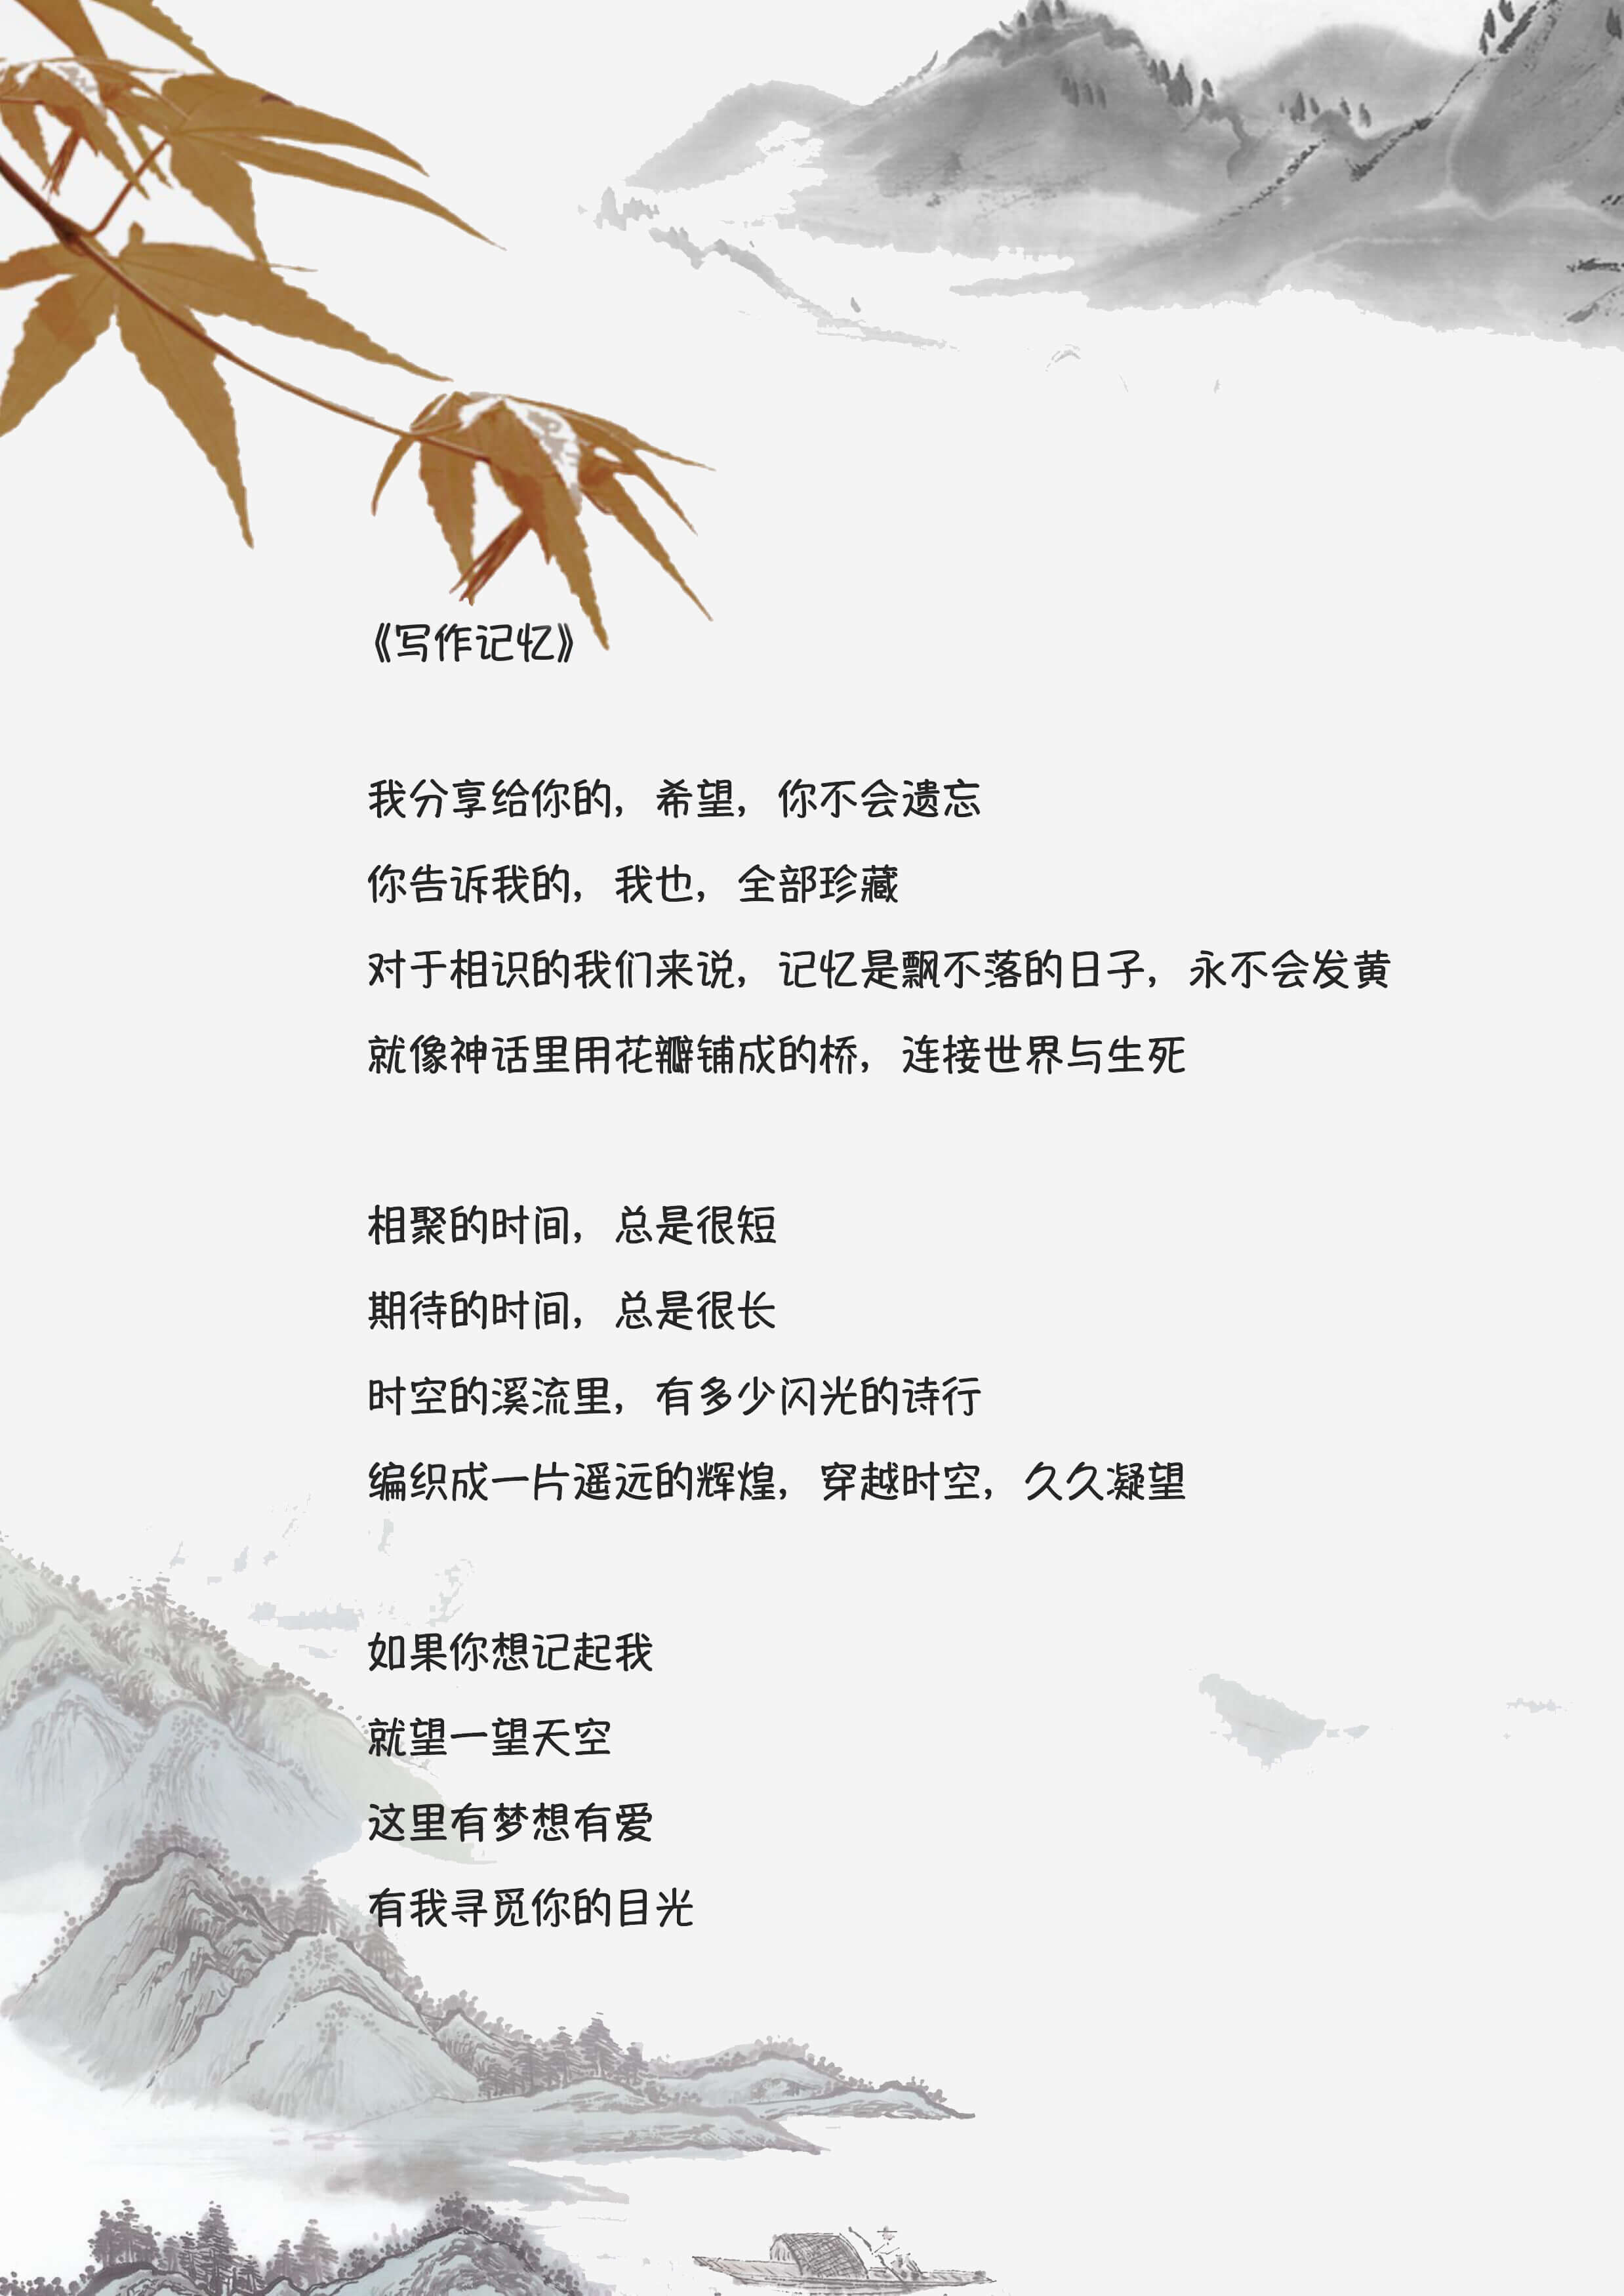 《写作记忆》
我分享给你的，希望，你不会遗忘
你告诉我的，我也，全部珍藏
对于相识的我们来说，记忆是飘不落的日子，永不会发黄
就像神话里用花瓣铺成的桥，连接世界与生死
相聚的时间，总是很短
期待的时间，总是很长
时空的溪流里，有多少闪光的诗行
编织成一片遥远的辉煌，穿越时空，久久凝望
如果你想记起我
就望一望天空
这里有梦想有爱
有我寻觅你的目光